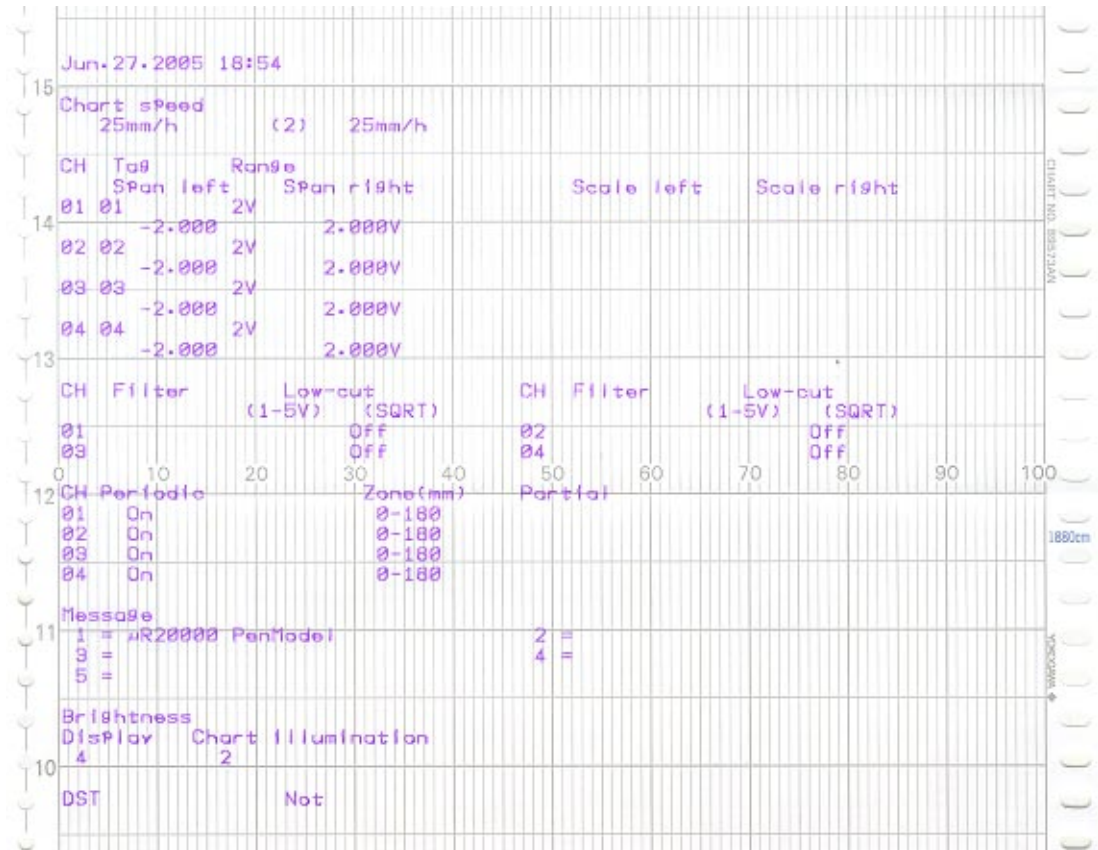 Jun.27.2005 18:54
15
Chart speed
25mm/h (2) 25mm/h
CH Tag Range
Span left Span right Scale left Scale right
01 01 2V
14 -2.000 2.000V
02 02 2V
-2.000 2.000V
03 03 2V
-2.000 2.000V
04 04 2V
-2.000 2.000V
13
CH Filter Low-cut CH Filter Low-cut
(1-5V) (SQRT) (1-5V) (SQRT)
01 Off 02 Off
03 Off 04 Off
0 10 20 30 40 50 60 70 80 90 100
12 CH Periodic Zone(mm) Partial
01 On 0-180
02 On 0-180
03 On 0-180
04 On 0-180
Message
11 1 = µR20000 PenModel 2 =
3 = 4 =
5 =
Brightness
Display Chart illumination
4 2
10
DST Not
CHART NO. B9573AN
1880cm
YOKOGAWA